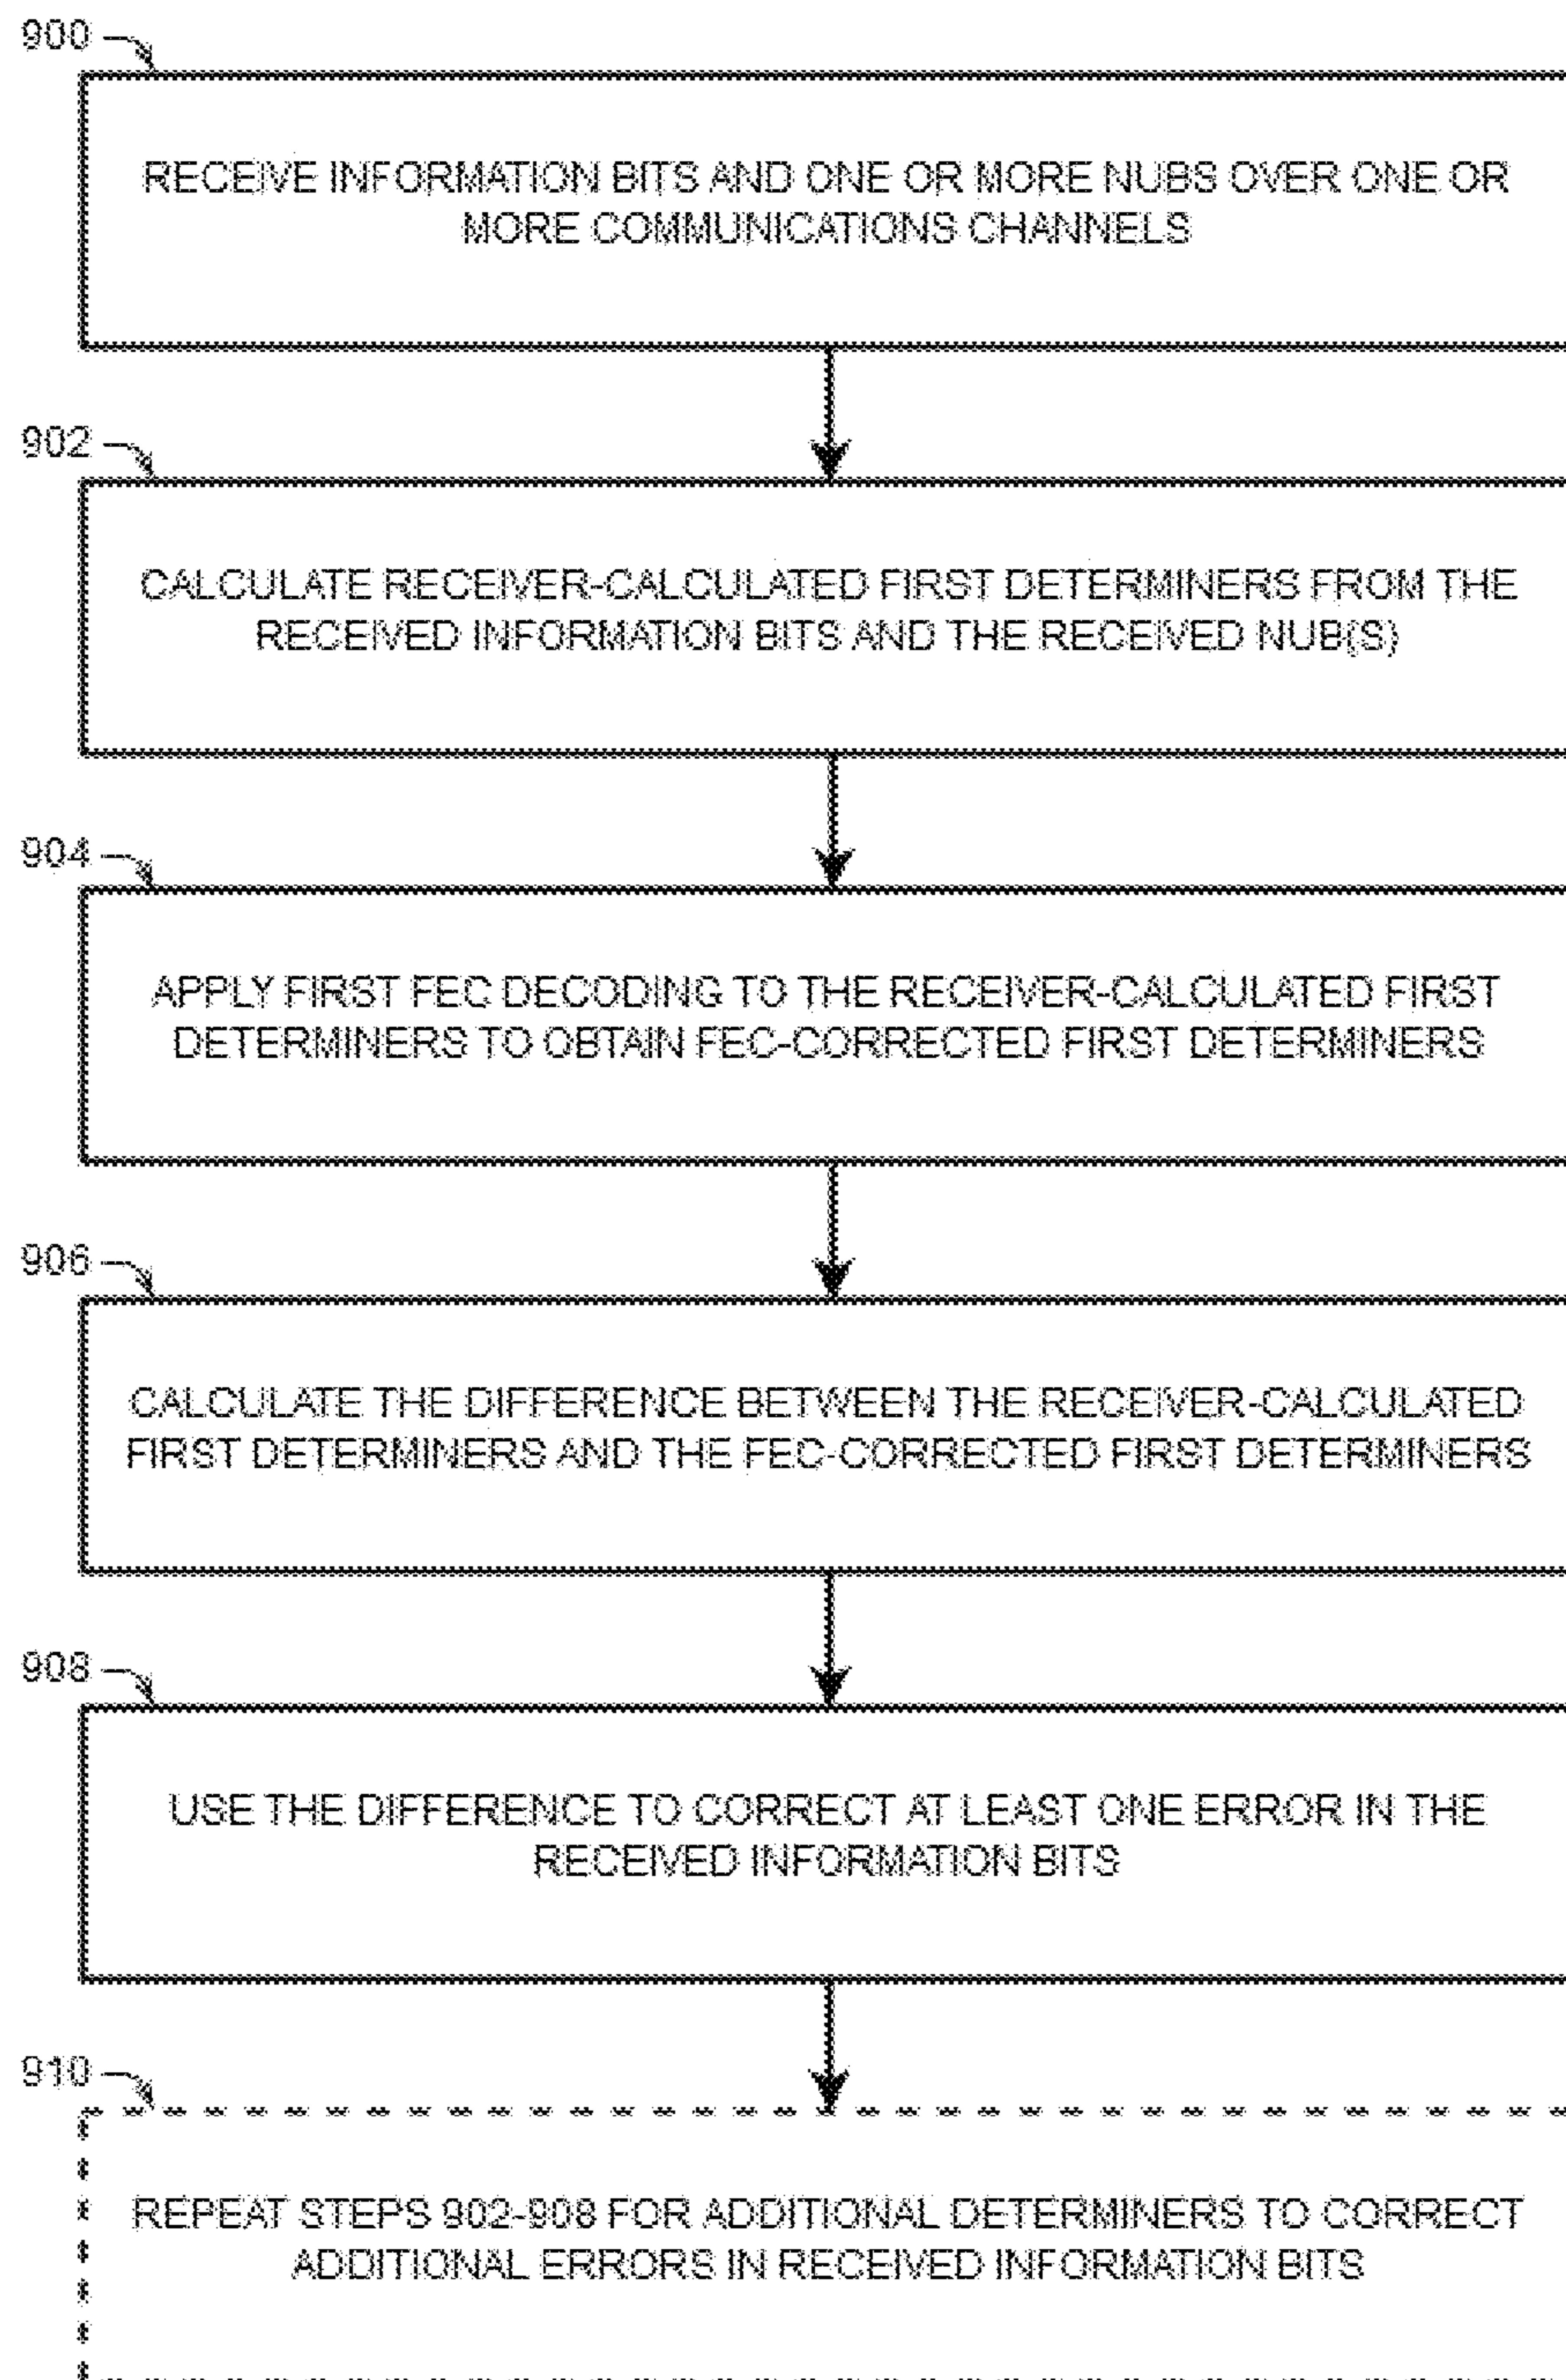 900
RECEIVE INFORMATION BITS AND ONE OR MORE NUBS OVER ONE OR
MORE COMMUNICATIONS CHANNELS
902
CALCULATE RECEIVER-CALCULATED FIRST DETERMINERS FROM THE
RECEIVED INFORMATION BITS AND THE RECEIVED NUB(S)
904
APPLY FIRST FEC DECODING TO THE RECEIVER-CALCULATED FIRST
DETERMINERS TO OBTAIN FEC-CORRECTED FIRST DETERMINERS
906
CALCULATE THE DIFFERENCE BETWEEN THE RECEIVER-CALCULATED
FIRST DETERMINERS AND THE FEC-CORRECTED FIRST DETERMINERS
908
USE THE DIFFERENCE TO CORRECT AT LEAST ONE ERROR IN THE
RECEIVED INFORMATION BITS
910
REPEAT STEPS 902-908 FOR ADDITIONAL DETERMINERS TO CORRECT
ADDITIONAL ERRORS IN RECEIVED INFORMATION BITS